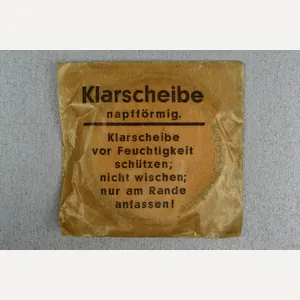 Klarscheibe
napfförmig.
Klarscheibe
vor Feuchtigkeit
schützen;
nicht wischen;
nur am Rande
anfassen!